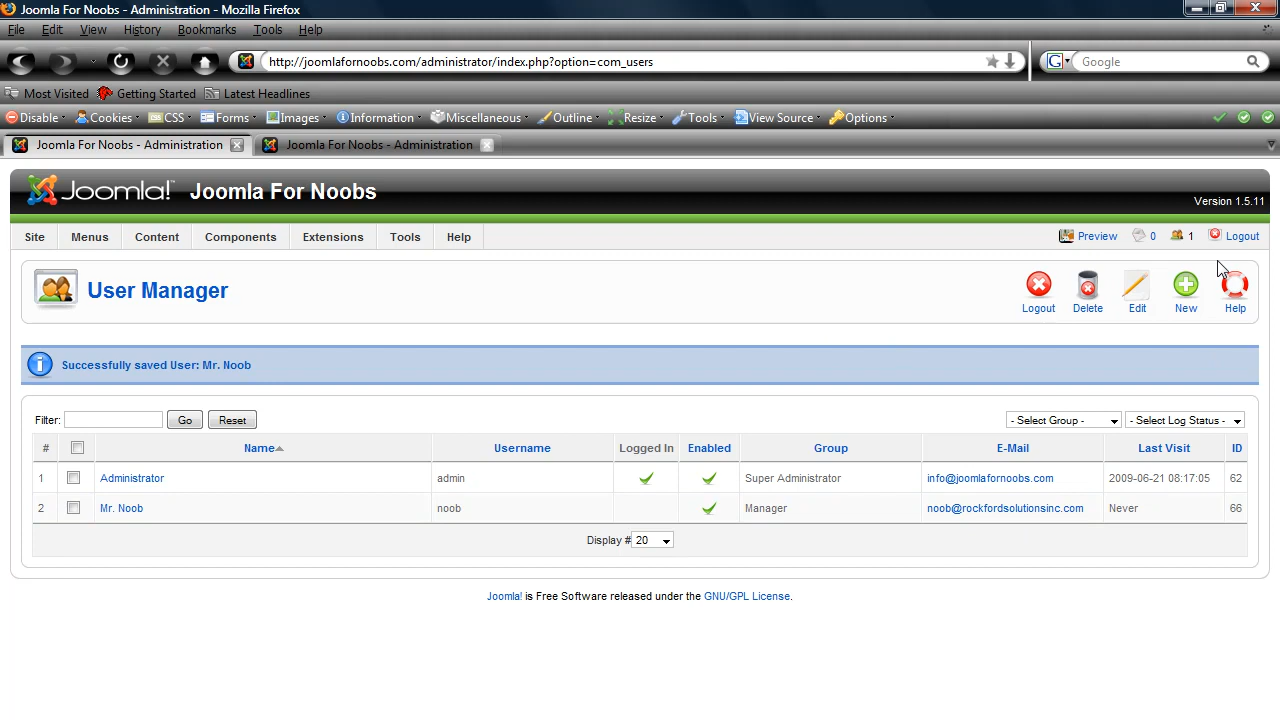 Joomla For Noobs - Administration - Mozilla Firefox
File Edit View History Bookmarks Tools Help
http://joomlafornoobs.com/administrator/index.php?option=com_users
G Google
Most Visited Getting Started Latest Headlines
Disable Cookies CSS Forms Images Information Miscellaneous Outline Resize Tools View Source Options
Joomla For Noobs - Administration Joomla For Noobs - Administration
Joomla!™ Joomla For Noobs
Version 1.5.11
Site Menus Content Components Extensions Tools Help Preview 0 1 Logout
User Manager
Logout Delete Edit New Help
Successfully saved User: Mr. Noob
Filter: Go Reset - Select Group - - Select Log Status -
# Name Username Logged In Enabled Group E-Mail Last Visit ID
1 Administrator admin Super Administrator info@joomlafornoobs.com 2009-06-21 08:17:05 62
2 Mr. Noob noob Manager noob@rockfordsolutionsinc.com Never 66
Display # 20
Joomla! is Free Software released under the GNU/GPL License.